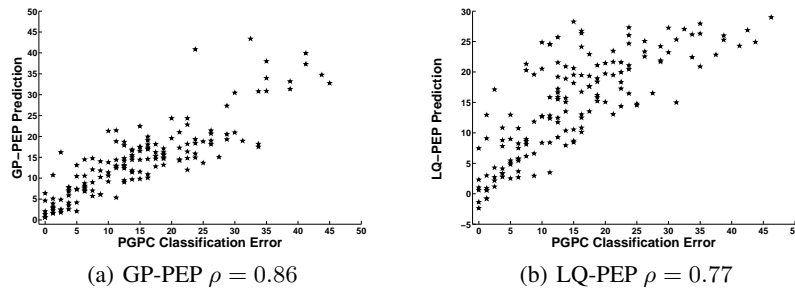 50
45
40
35
30
25
20
15
10
5
0
GP−PEP Prediction
0 5 10 15 20 25 30 35 40 45 50
PGPC Classification Error
(a) GP-PEP ρ = 0.86
30
25
20
15
10
5
0
−5
LQ−PEP Prediction
0 5 10 15 20 25 30 35 40 45 50
PGPC Classification Error
(b) LQ-PEP ρ = 0.77